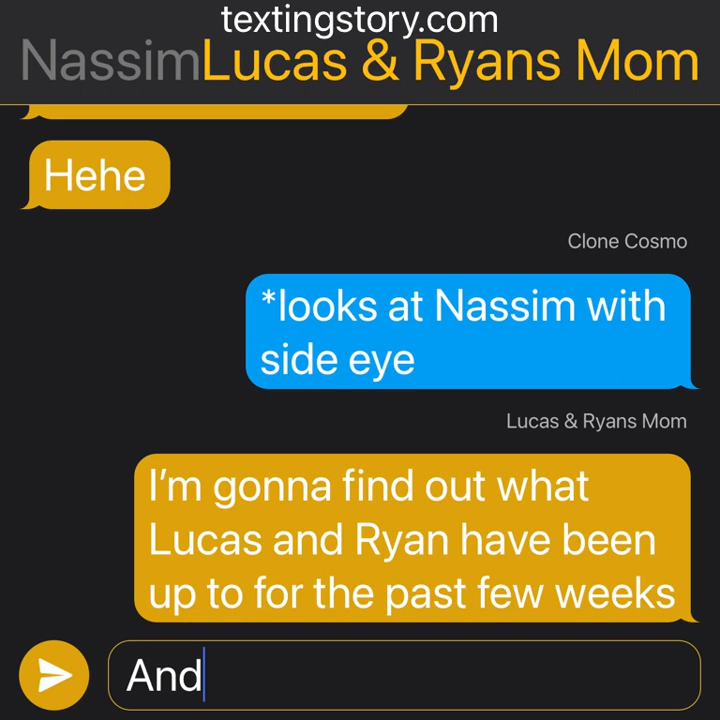 textingstory.com
NassimLucas & Ryans Mom
Hehe
Clone Cosmo
*looks at Nassim with
side eye
Lucas & Ryans Mom
I’m gonna find out what
Lucas and Ryan have been
up to for the past few weeks
And